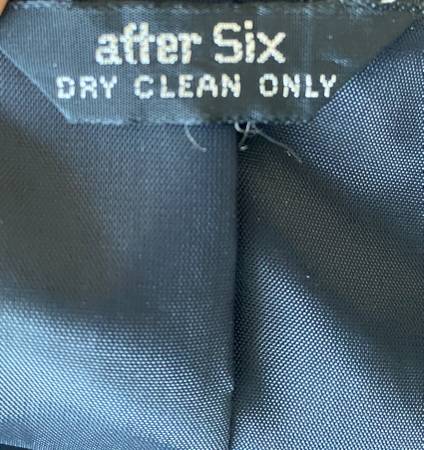 after Six
DRY CLEAN ONLY